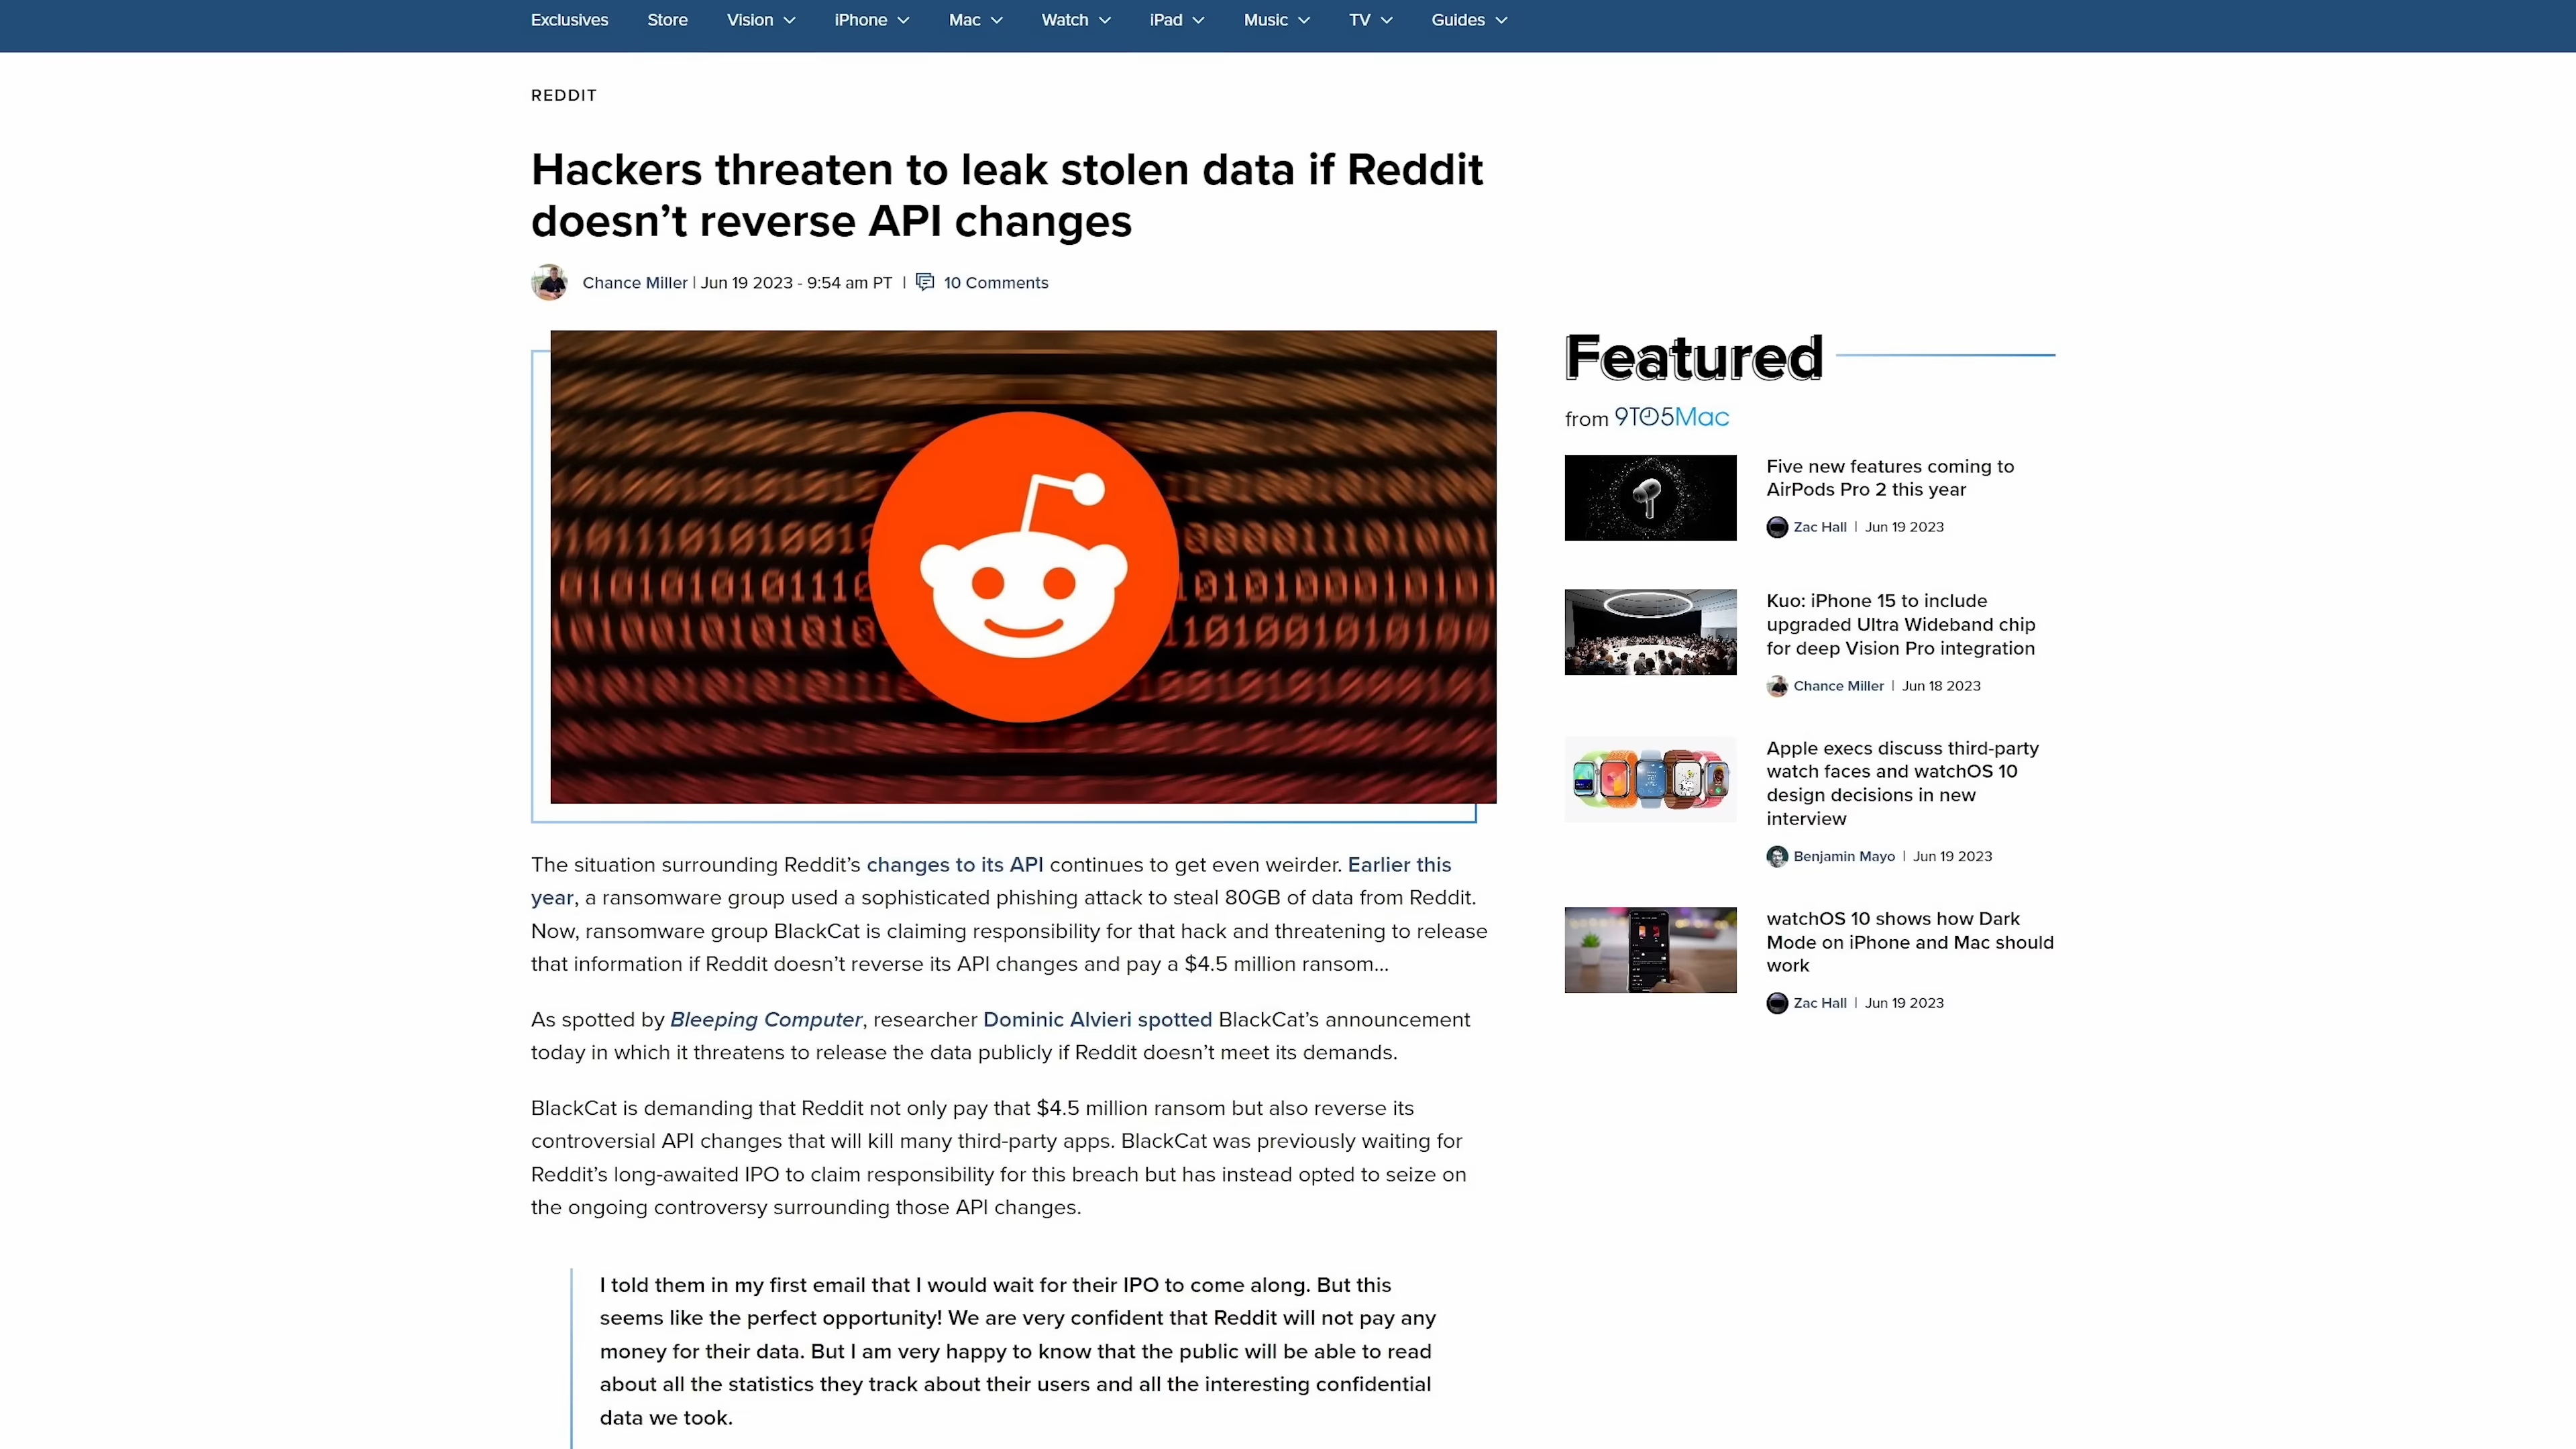 Exclusives Store Vision iPhone Mac Watch iPad Music TV Guides
REDDIT
Hackers threaten to leak stolen data if Reddit
doesn’t reverse API changes
Chance Miller | Jun 19 2023 - 9:54 am PT | 10 Comments
The situation surrounding Reddit’s changes to its API continues to get even weirder. Earlier this
year, a ransomware group used a sophisticated phishing attack to steal 80GB of data from Reddit.
Now, ransomware group BlackCat is claiming responsibility for that hack and threatening to release
that information if Reddit doesn’t reverse its API changes and pay a $4.5 million ransom…
As spotted by Bleeping Computer, researcher Dominic Alvieri spotted BlackCat’s announcement
today in which it threatens to release the data publicly if Reddit doesn’t meet its demands.
BlackCat is demanding that Reddit not only pay that $4.5 million ransom but also reverse its
controversial API changes that will kill many third-party apps. BlackCat was previously waiting for
Reddit’s long-awaited IPO to claim responsibility for this breach but has instead opted to seize on
the ongoing controversy surrounding those API changes.
I told them in my first email that I would wait for their IPO to come along. But this
seems like the perfect opportunity! We are very confident that Reddit will not pay any
money for their data. But I am very happy to know that the public will be able to read
about all the statistics they track about their users and all the interesting confidential
data we took.
Featured
from 9TO5Mac
Five new features coming to
AirPods Pro 2 this year
Zac Hall | Jun 19 2023
Kuo: iPhone 15 to include
upgraded Ultra Wideband chip
for deep Vision Pro integration
Chance Miller | Jun 18 2023
Apple execs discuss third-party
watch faces and watchOS 10
design decisions in new
interview
Benjamin Mayo | Jun 19 2023
watchOS 10 shows how Dark
Mode on iPhone and Mac should
work
Zac Hall | Jun 19 2023